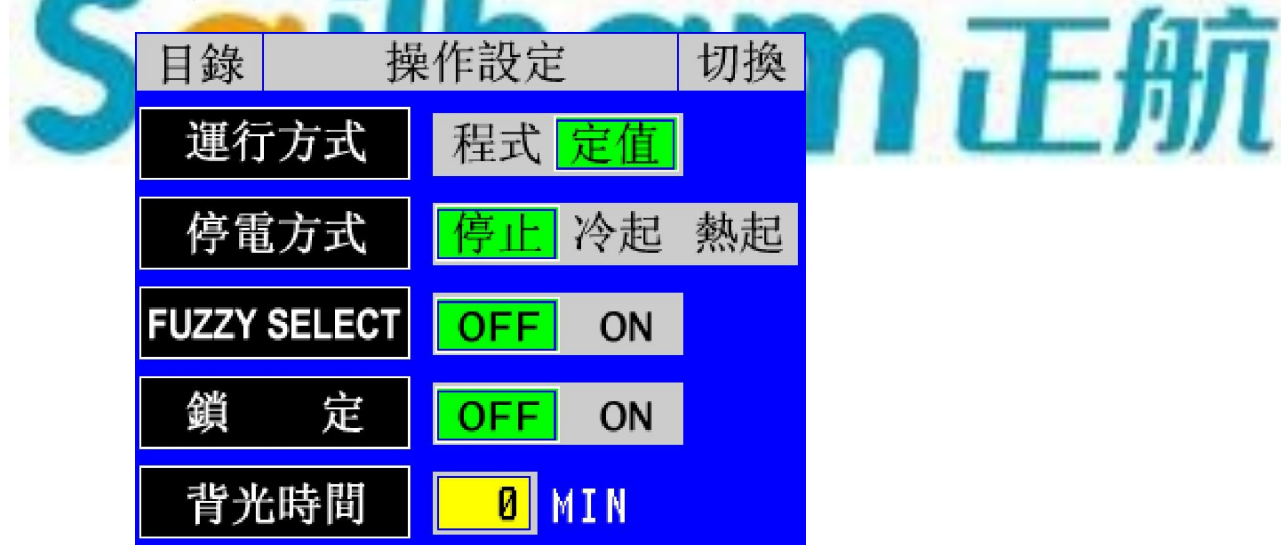 Sailham 正航
目錄 操作設定 切換
運行方式 程式 定值
停電方式 停止 冷起 熱起
FUZZY SELECT OFF ON
鎖 定 OFF ON
背光時間 0 MIN